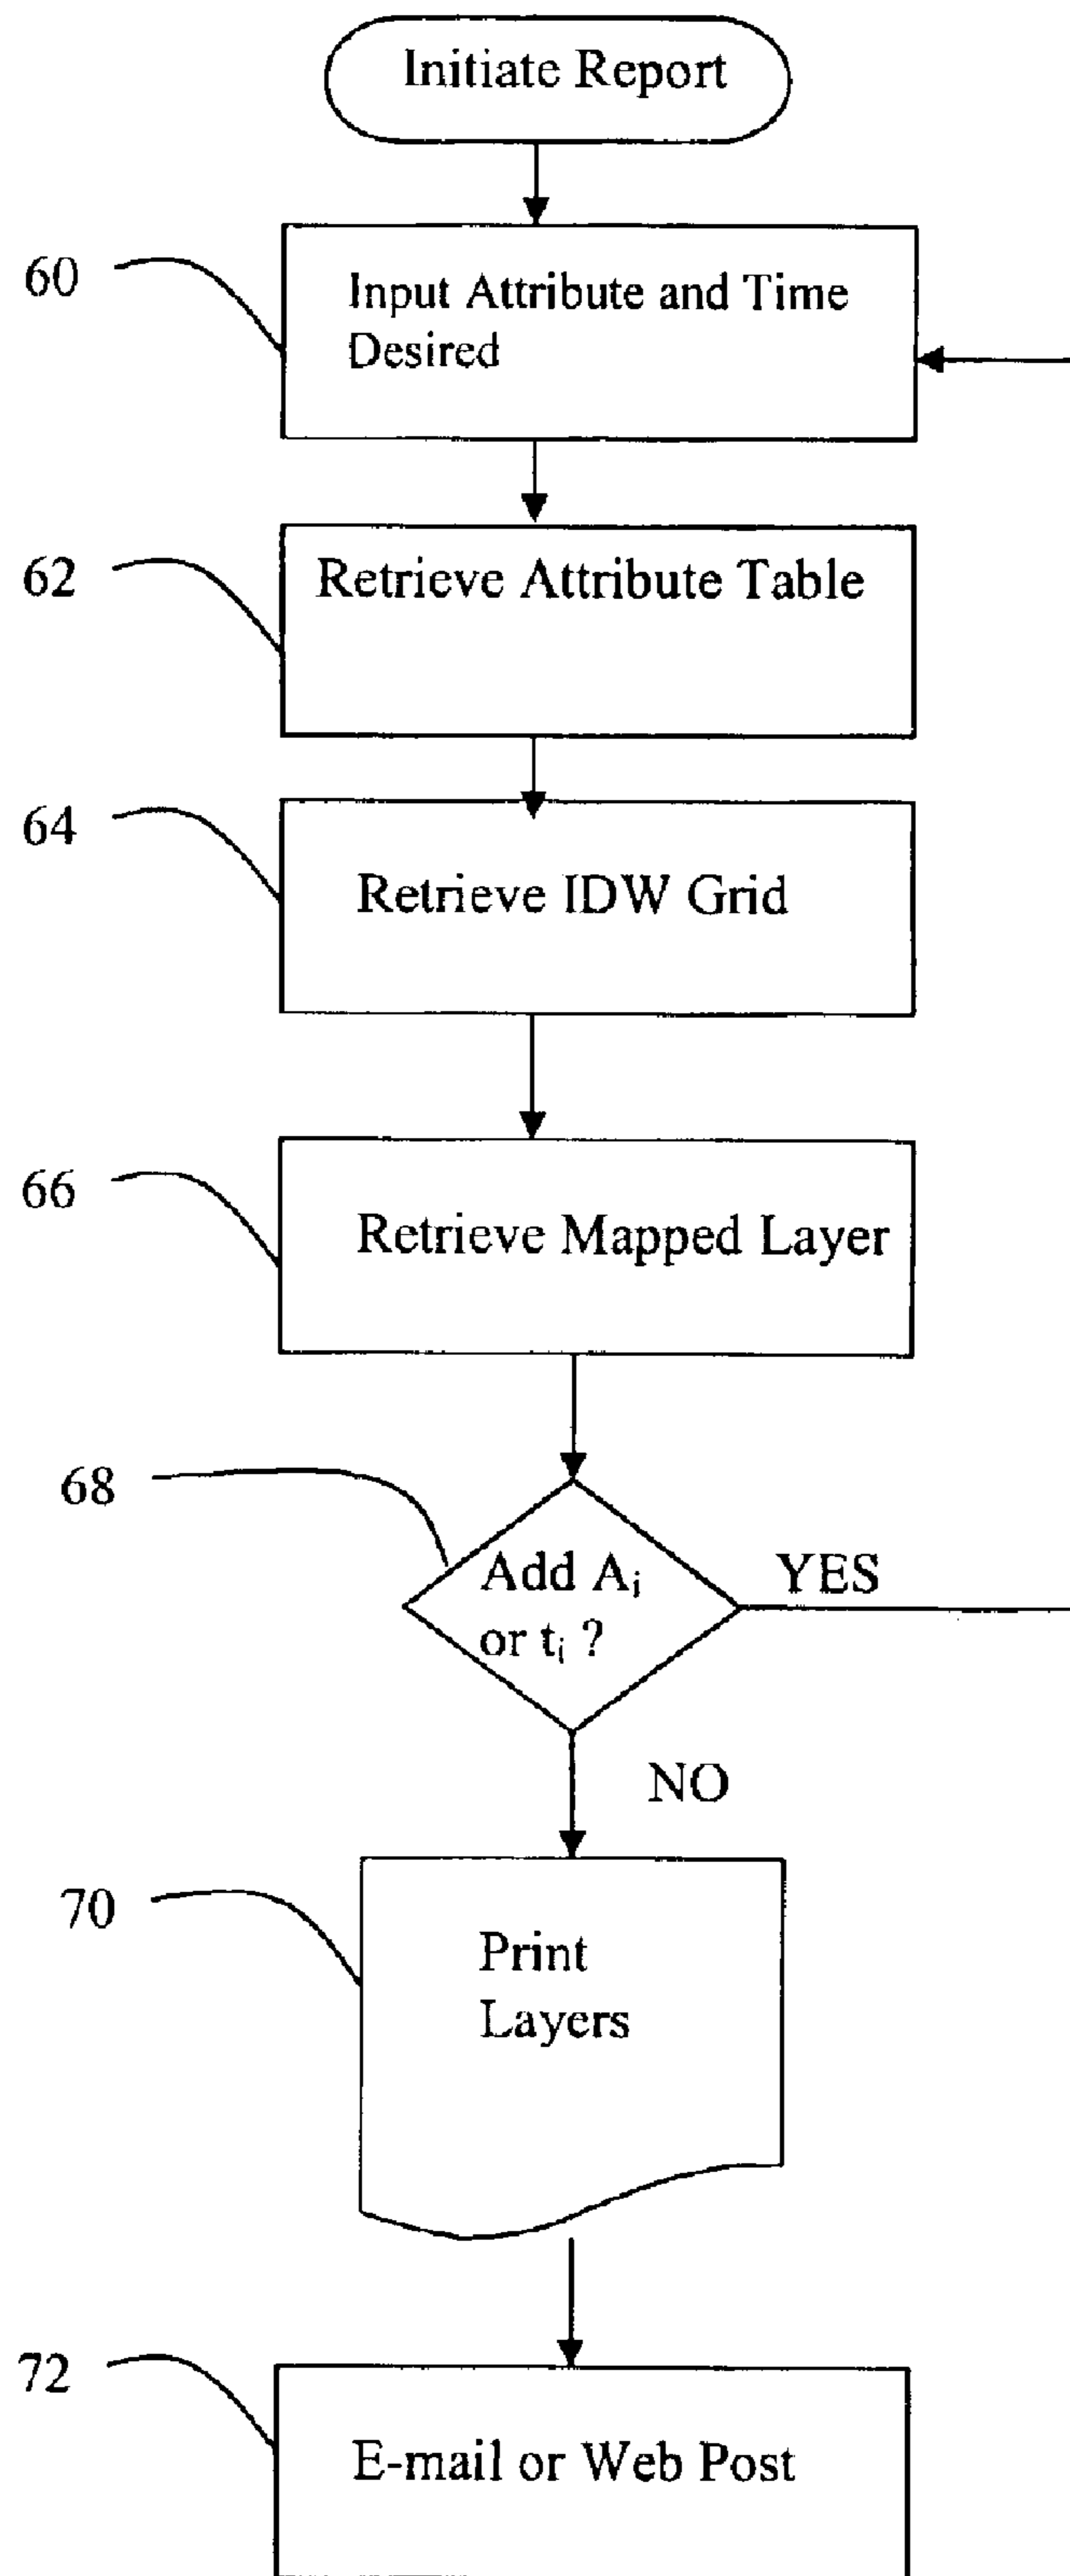 Initiate Report
60
Input Attribute and Time
Desired
62
Retrieve Attribute Table
64
Retrieve IDW Grid
66
Retrieve Mapped Layer
68
Add Aᵢ
or tᵢ ?
YES
NO
70
Print
Layers
72
E-mail or Web Post